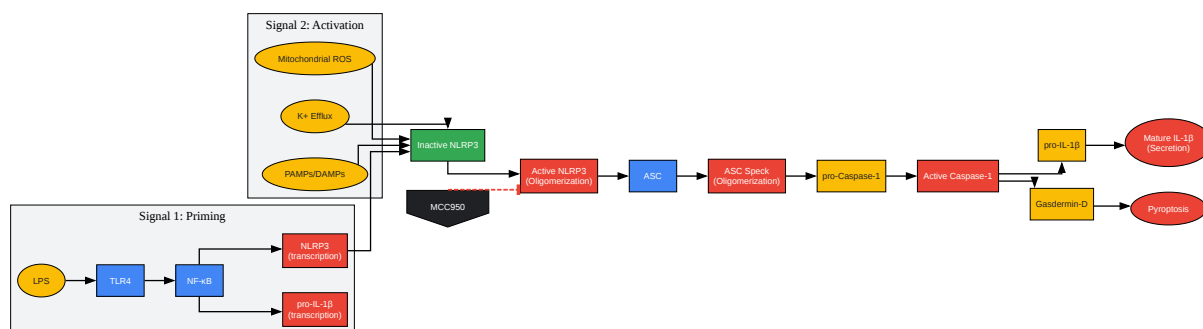 Signal 2: Activation
Mitochondrial ROS
K+ Efflux
PAMPs/DAMPs
Signal 1: Priming
LPS
TLR4
NF-κB
NLRP3
(transcription)
pro-IL-1β
(transcription)
Inactive NLRP3
MCC950
Active NLRP3
(Oligomerization)
ASC
ASC Speck
(Oligomerization)
pro-Caspase-1
Active Caspase-1
pro-IL-1β
Gasdermin-D
Mature IL-1β
(Secretion)
Pyroptosis